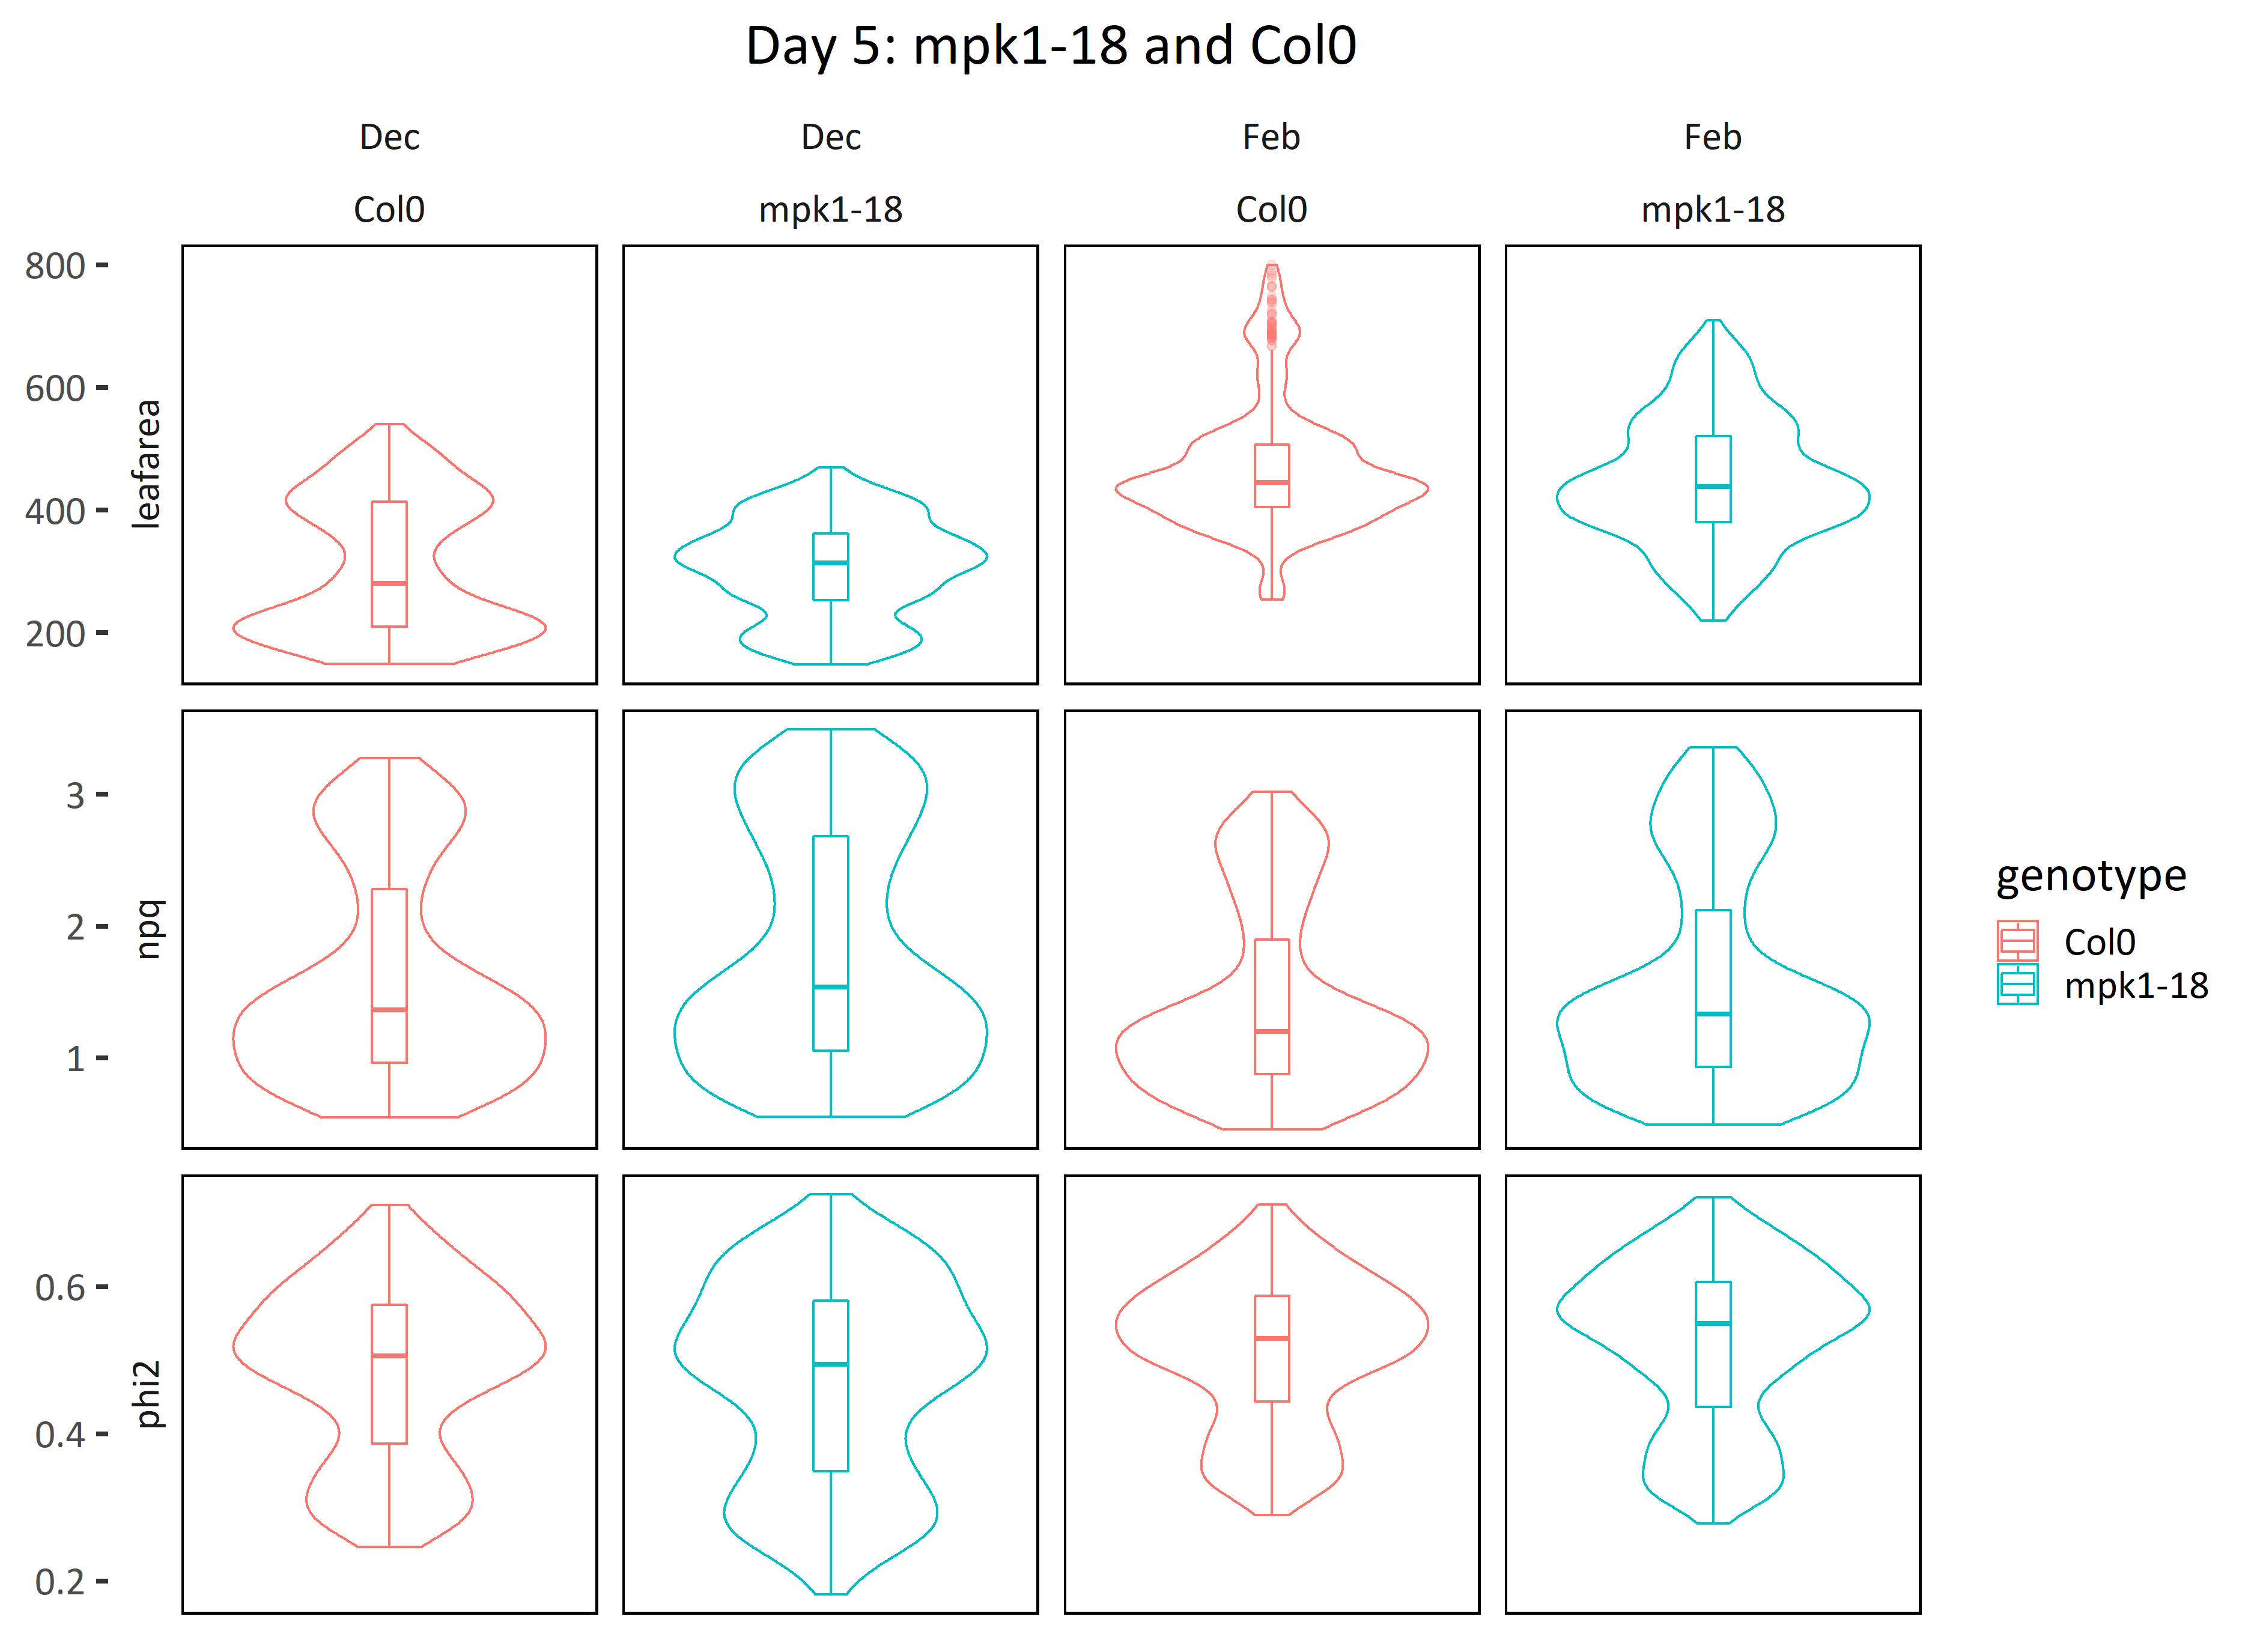 Day 5: mpk1-18 and Col0
Dec
Dec
Feb
Feb
Col0
mpk1-18
Col0
mpk1-18
800
600
400
200
leafarea
3
2
1
npq
0.6
0.4
0.2
phi2
genotype
Col0
mpk1-18